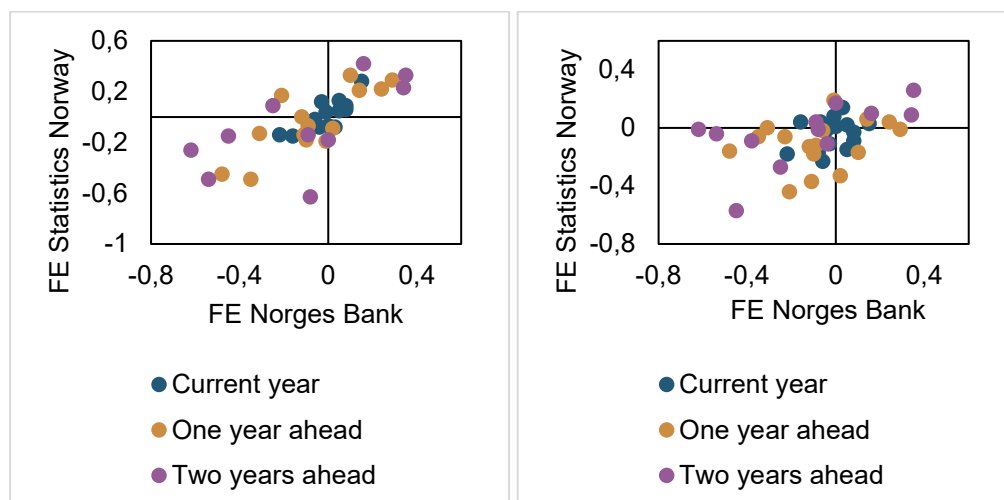 0,6
0,2
-0,2
-0,6
-1
-0,8
-0,4
0
0,4
FE Statistics Norway
FE Norges Bank
Current year
One year ahead
Two years ahead
0,4
0
-0,4
-0,8
-0,8
-0,4
0
0,4
FE Statistics Norway
FE Norges Bank
Current year
One year ahead
Two years ahead